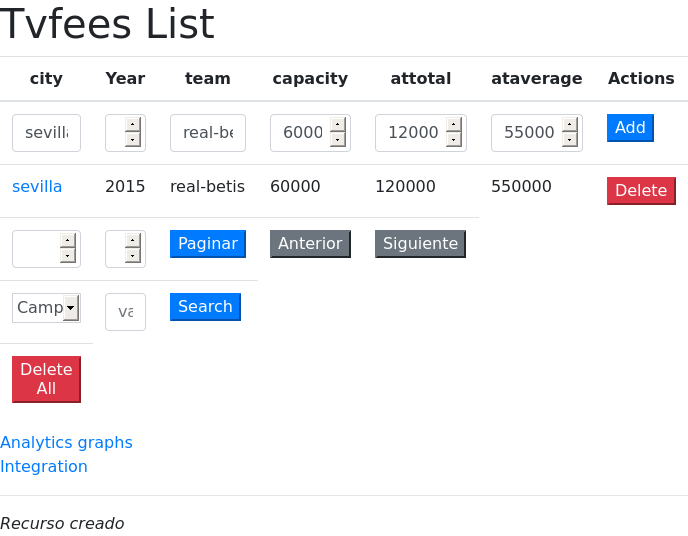 Tvfees List
city Year team capacity attotal ataverage Actions
sevill real-be 6000 12000 55000 Add
sevilla 2015 real-betis 60000 120000 550000 Delete
Paginar Anterior Siguiente
Camp va Search
Delete
All
Analytics graphs
Integration
Recurso creado